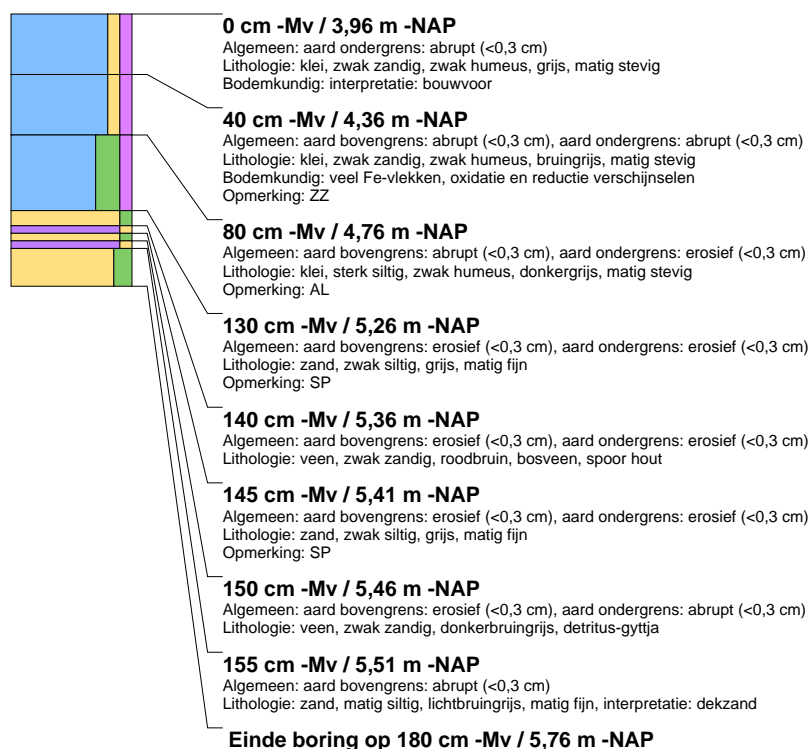 0 cm -Mv / 3,96 m -NAP
Algemeen: aard ondergrens: abrupt (<0,3 cm)
Lithologie: klei, zwak zandig, zwak humeus, grijs, matig stevig
Bodemkundig: interpretatie: bouwvoor
40 cm -Mv / 4,36 m -NAP
Algemeen: aard bovengrens: abrupt (<0,3 cm), aard ondergrens: abrupt (<0,3 cm)
Lithologie: klei, zwak zandig, zwak humeus, bruingrijs, matig stevig
Bodemkundig: veel Fe-vlekken, oxidatie en reductie verschijnselen
Opmerking: ZZ
80 cm -Mv / 4,76 m -NAP
Algemeen: aard bovengrens: abrupt (<0,3 cm), aard ondergrens: erosief (<0,3 cm)
Lithologie: klei, sterk siltig, zwak humeus, donkergrijs, matig stevig
Opmerking: AL
130 cm -Mv / 5,26 m -NAP
Algemeen: aard bovengrens: erosief (<0,3 cm), aard ondergrens: erosief (<0,3 cm)
Lithologie: zand, zwak siltig, grijs, matig fijn
Opmerking: SP
140 cm -Mv / 5,36 m -NAP
Algemeen: aard bovengrens: erosief (<0,3 cm), aard ondergrens: erosief (<0,3 cm)
Lithologie: veen, zwak zandig, roodbruin, bosveen, spoor hout
145 cm -Mv / 5,41 m -NAP
Algemeen: aard bovengrens: erosief (<0,3 cm), aard ondergrens: erosief (<0,3 cm)
Lithologie: zand, zwak siltig, grijs, matig fijn
Opmerking: SP
150 cm -Mv / 5,46 m -NAP
Algemeen: aard bovengrens: erosief (<0,3 cm), aard ondergrens: abrupt (<0,3 cm)
Lithologie: veen, zwak zandig, donkerbruingrijs, detritus-gyttja
155 cm -Mv / 5,51 m -NAP
Algemeen: aard bovengrens: abrupt (<0,3 cm)
Lithologie: zand, matig siltig, lichtbruingrijs, matig fijn, interpretatie: dekzand
Einde boring op 180 cm -Mv / 5,76 m -NAP